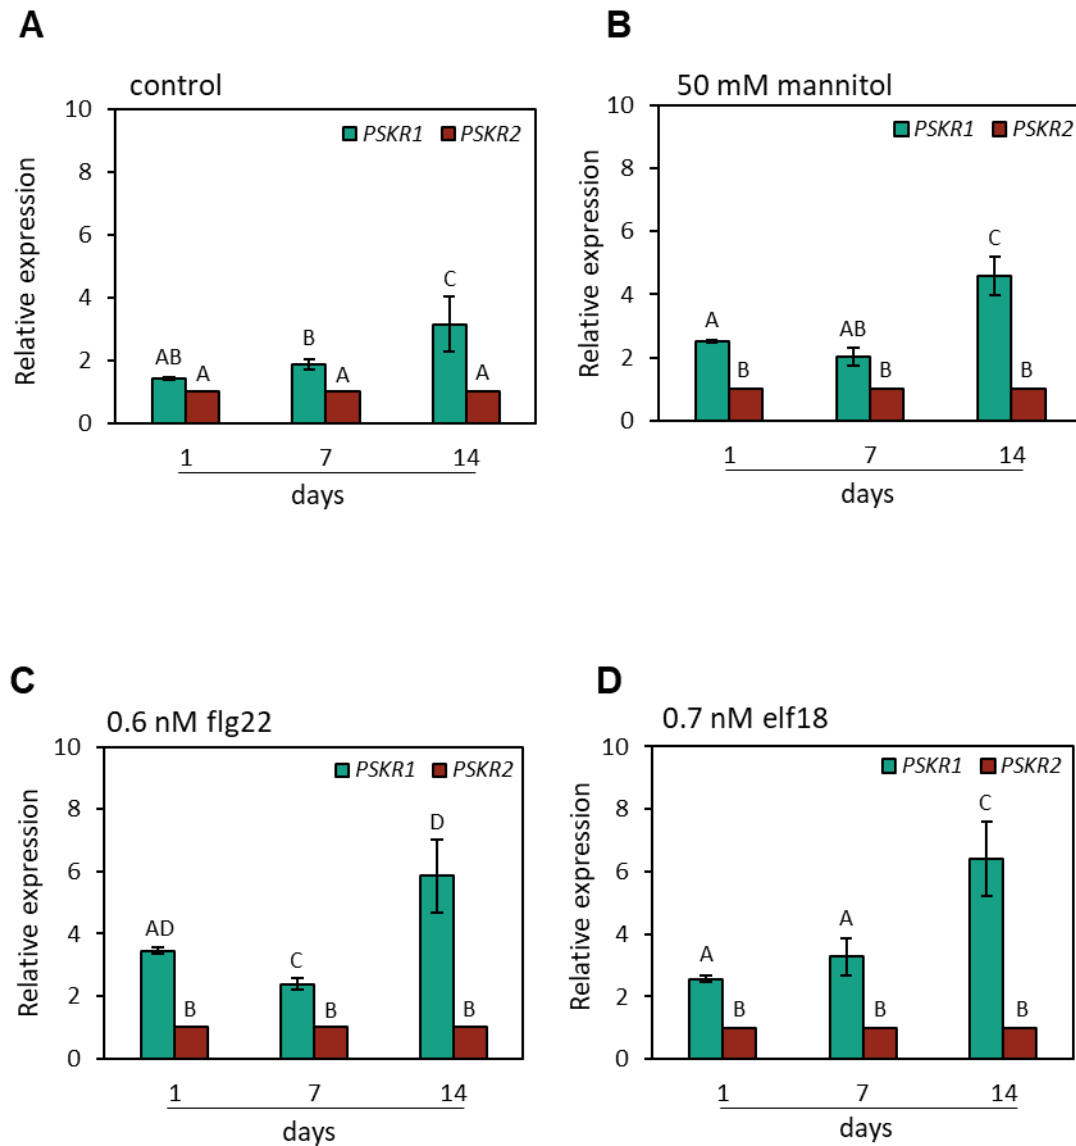 A
control
10
8
6
4
2
0
Relative expression
PSKR1 PSKR2
AB A B A C A
1 7 14
days
B
50 mM mannitol
10
8
6
4
2
0
Relative expression
PSKR1 PSKR2
A B AB B C B
1 7 14
days
C
0.6 nM flg22
10
8
6
4
2
0
Relative expression
PSKR1 PSKR2
AD B C B D B
1 7 14
days
D
0.7 nM elf18
10
8
6
4
2
0
Relative expression
PSKR1 PSKR2
A B A B C B
1 7 14
days